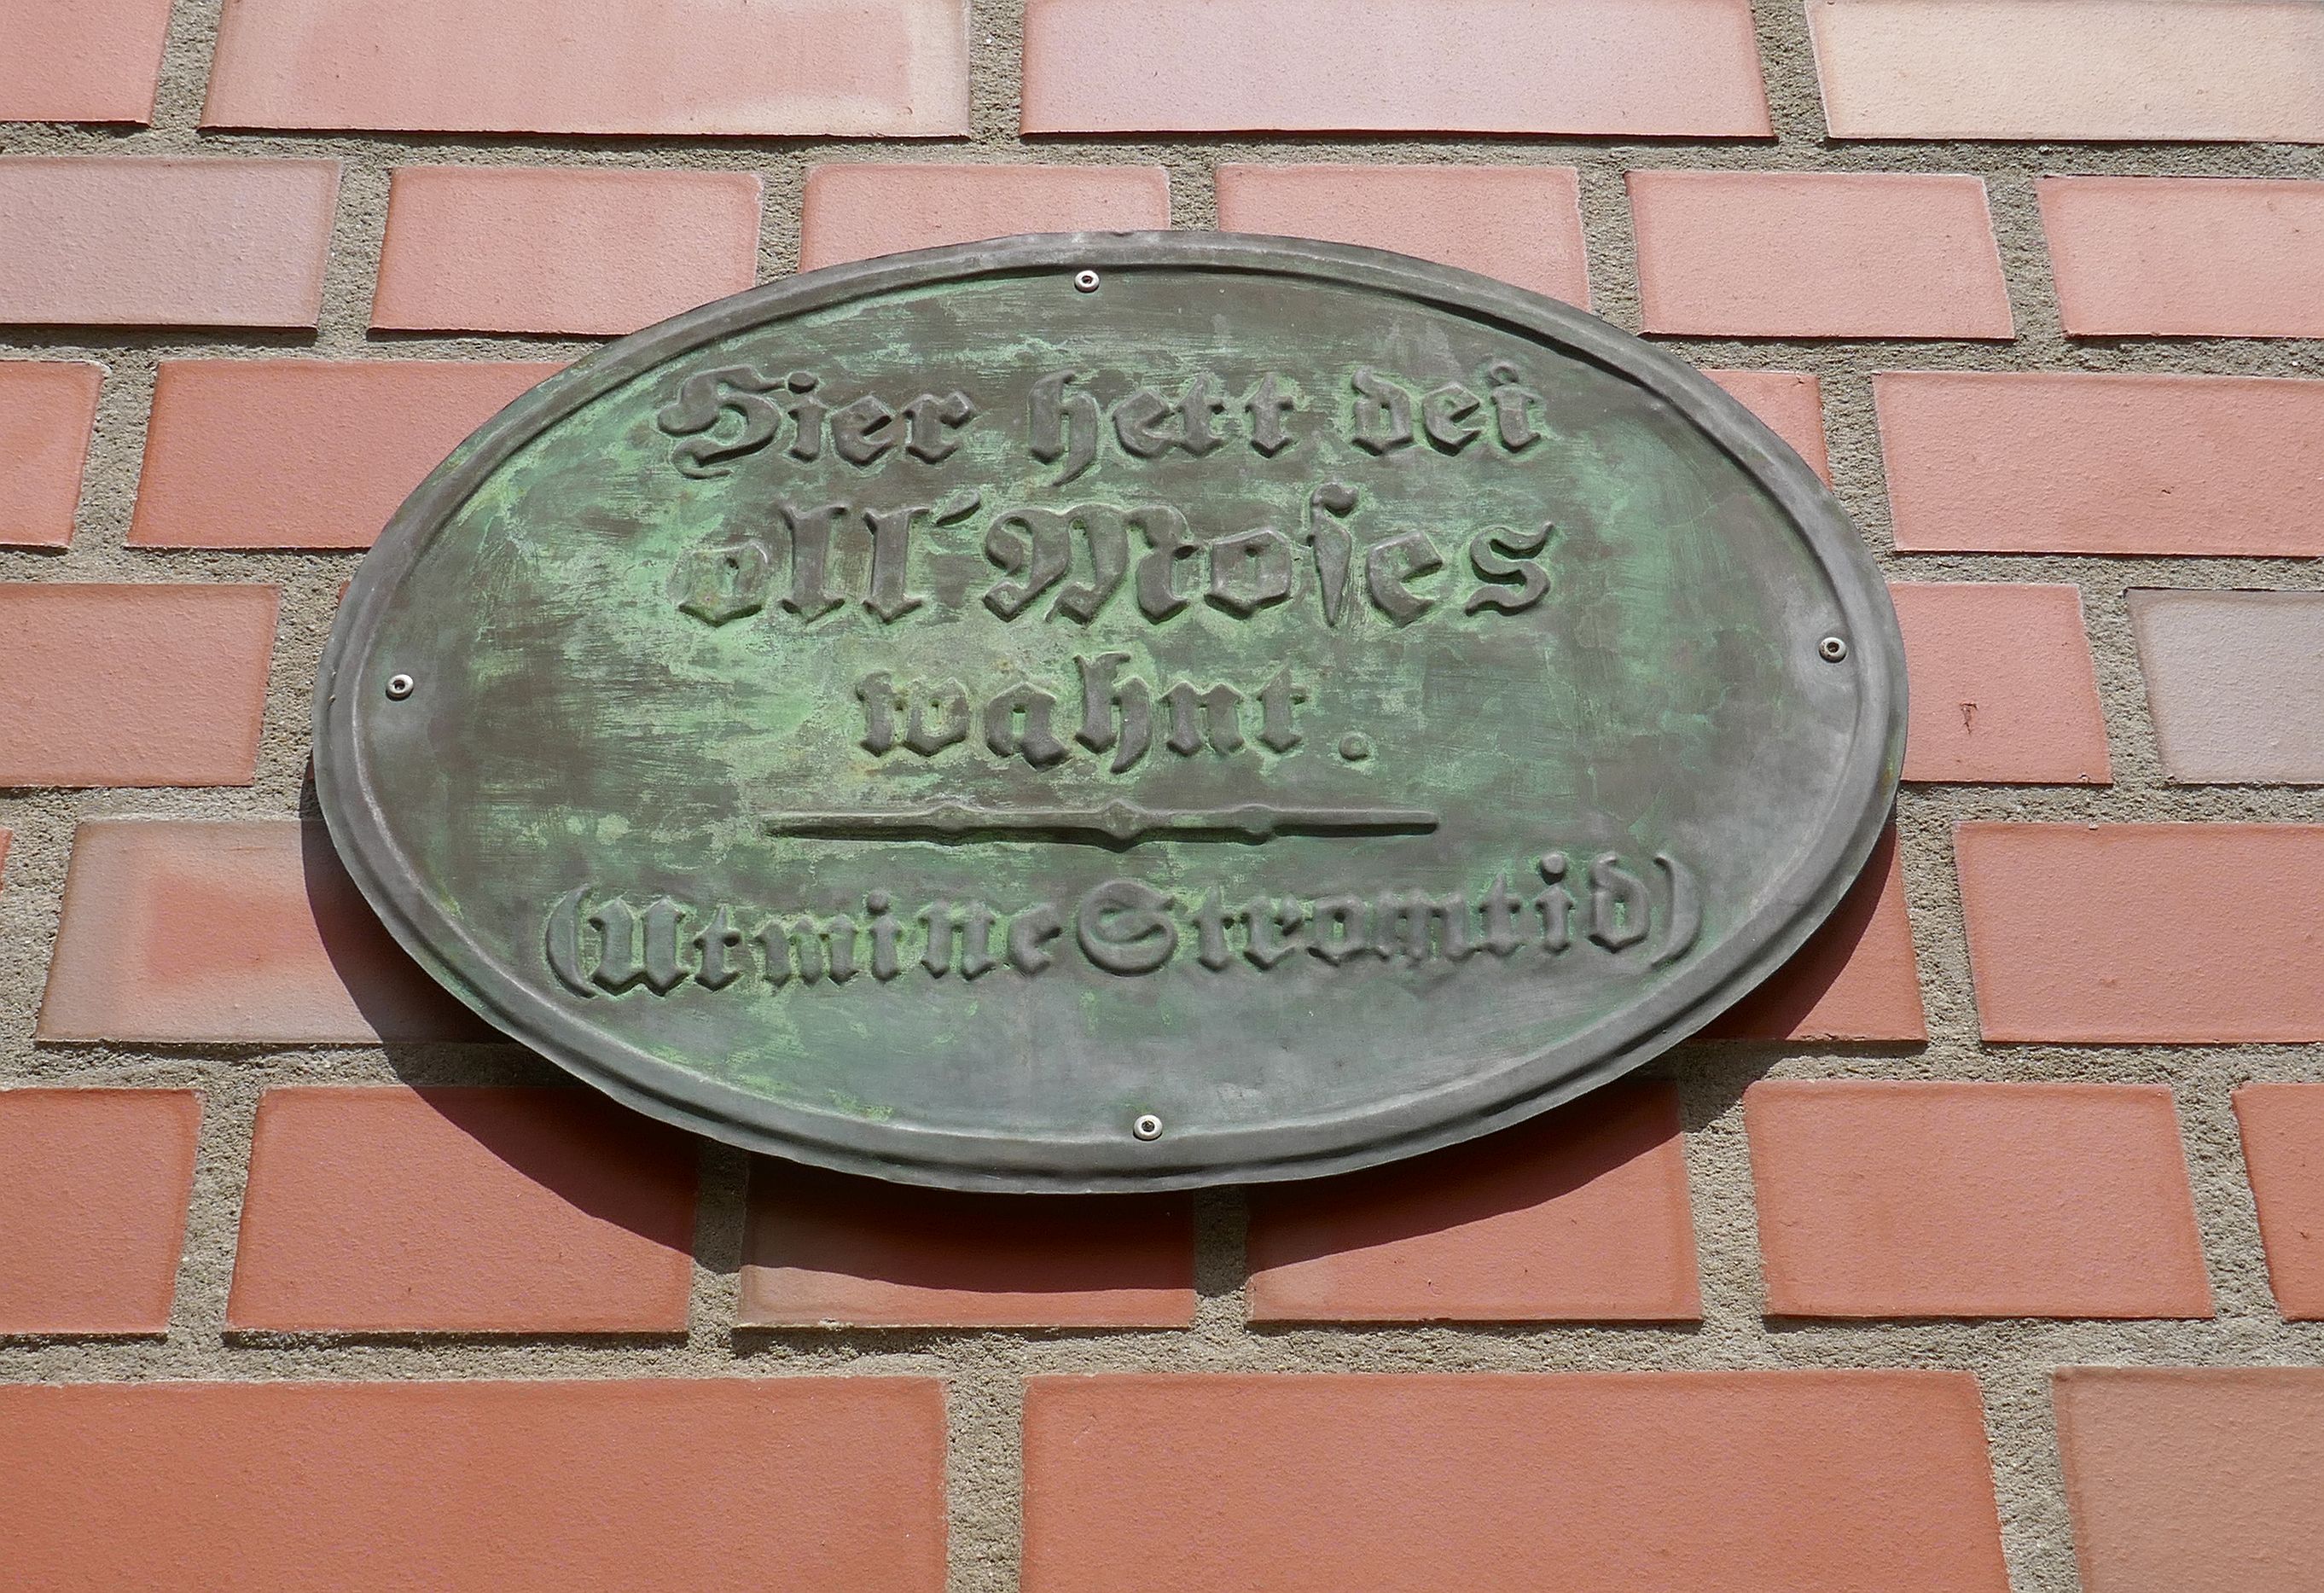 Hier hett dei
oll´ Moſes
wahnt.
(Ut mine Stromtid)